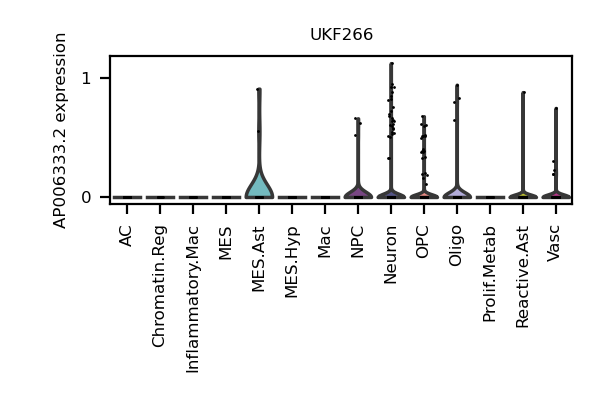 UKF266
AP006333.2 expression
1
0
AC
Chromatin.Reg
Inflammatory.Mac
MES
MES.Ast
MES.Hyp
Mac
NPC
Neuron
OPC
Oligo
Prolif.Metab
Reactive.Ast
Vasc